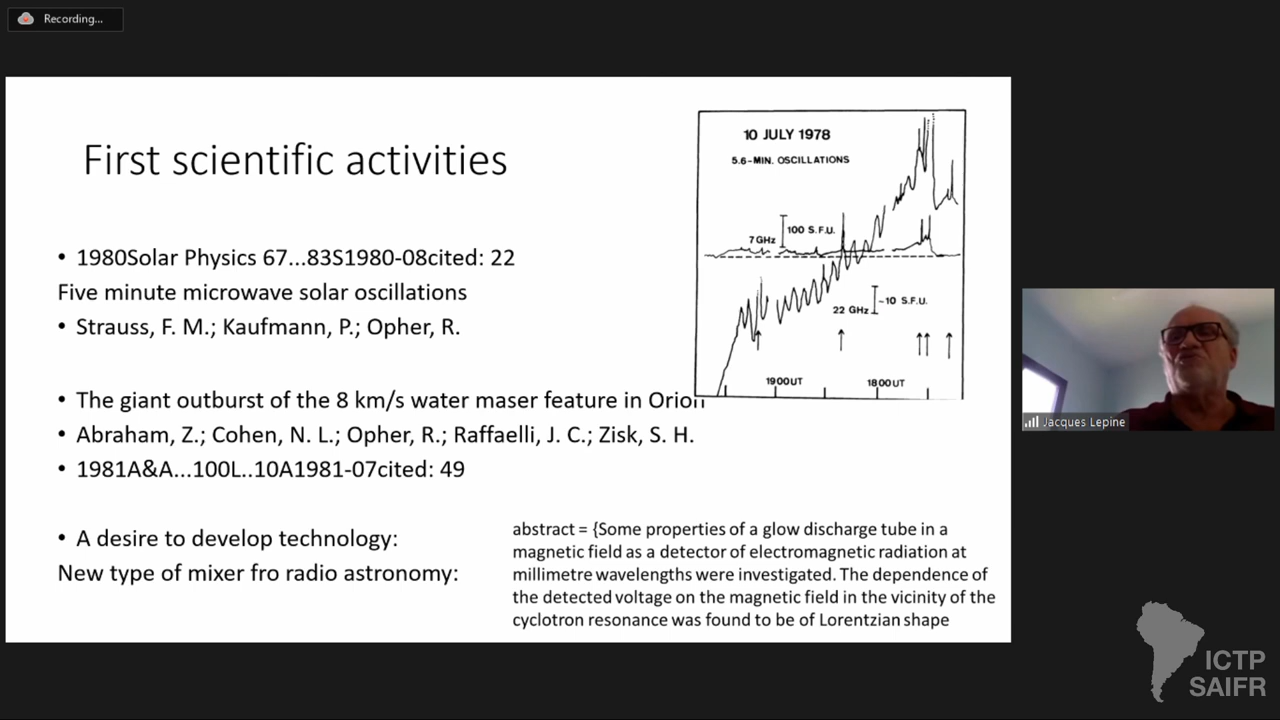 Recording...
First scientific activities
• 1980Solar Physics 67...83S1980-08cited: 22
Five minute microwave solar oscillations
• Strauss, F. M.; Kaufmann, P.; Opher, R.
• The giant outburst of the 8 km/s water maser feature in Orion
• Abraham, Z.; Cohen, N. L.; Opher, R.; Raffaelli, J. C.; Zisk, S. H.
• 1981A&A...100L..10A1981-07cited: 49
• A desire to develop technology:
New type of mixer fro radio astronomy:
10 JULY 1978
5.6-MIN. OSCILLATIONS
7 GHz
100 S.F.U.
22 GHz
~10 S.F.U.
1900UT
1800UT
abstract = {Some properties of a glow discharge tube in a
magnetic field as a detector of electromagnetic radiation at
millimetre wavelengths were investigated. The dependence of
the detected voltage on the magnetic field in the vicinity of the
cyclotron resonance was found to be of Lorentzian shape
Jacques Lepine
ICTP
SAIFR